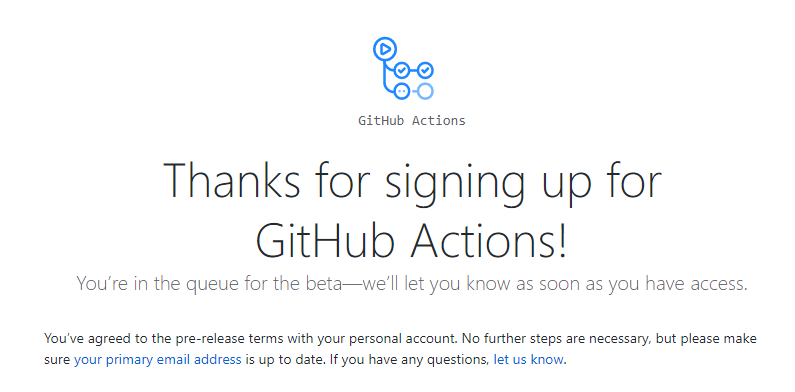 GitHub Actions
Thanks for signing up for
GitHub Actions!
You’re in the queue for the beta—we’ll let you know as soon as you have access.
You’ve agreed to the pre-release terms with your personal account. No further steps are necessary, but please make
sure your primary email address is up to date. If you have any questions, let us know.